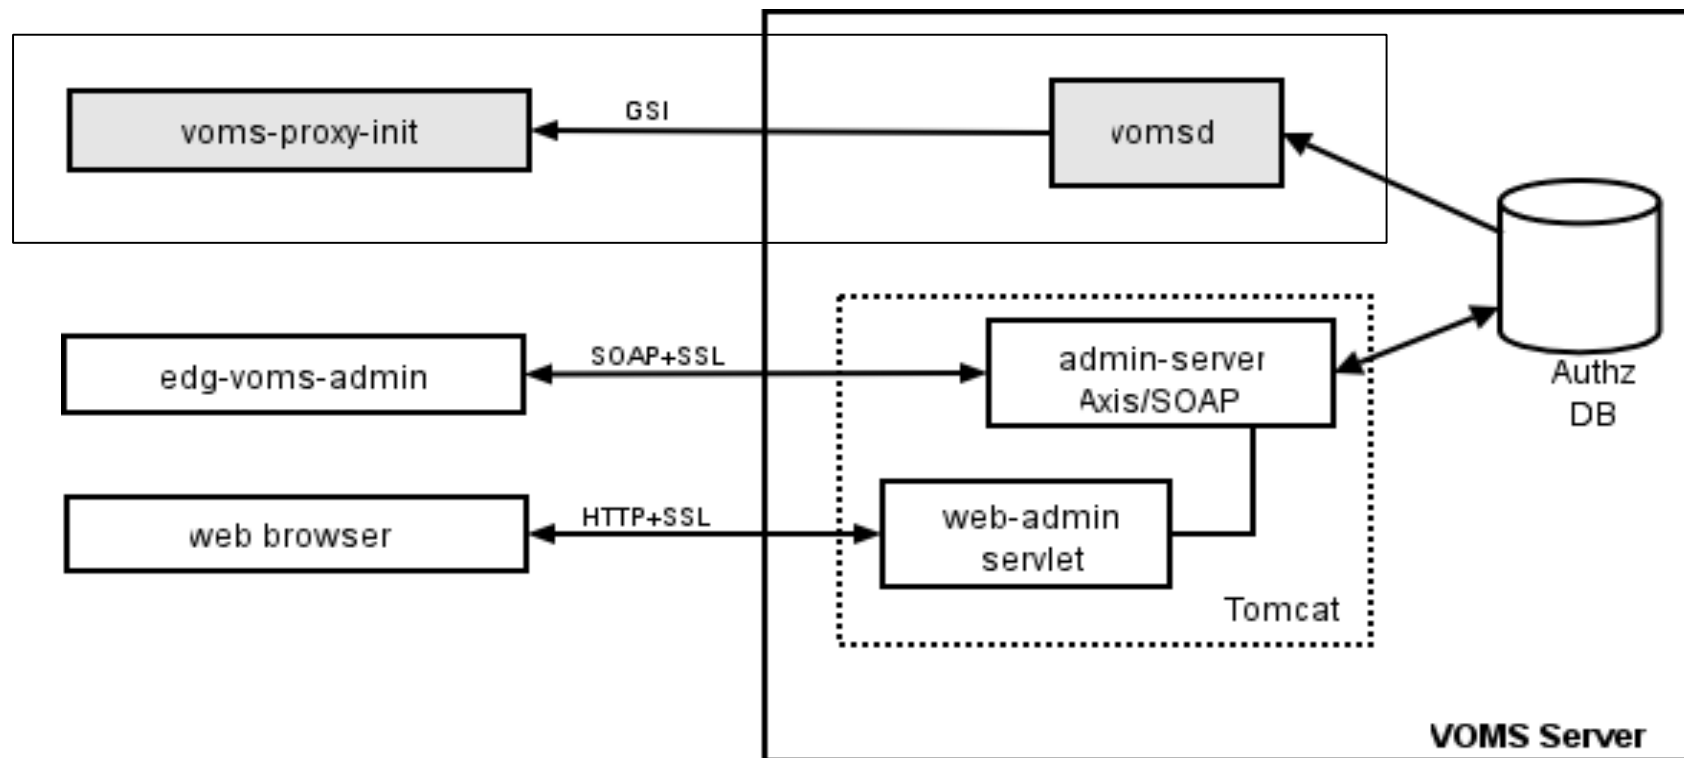 GSI
voms-proxy-init
vomsd
SOAP+SSL
edg-voms-admin
admin-server
Axis/SOAP
Authz
DB
HTTP+SSL
web browser
web-admin
servlet
Tomcat
VOMS Server